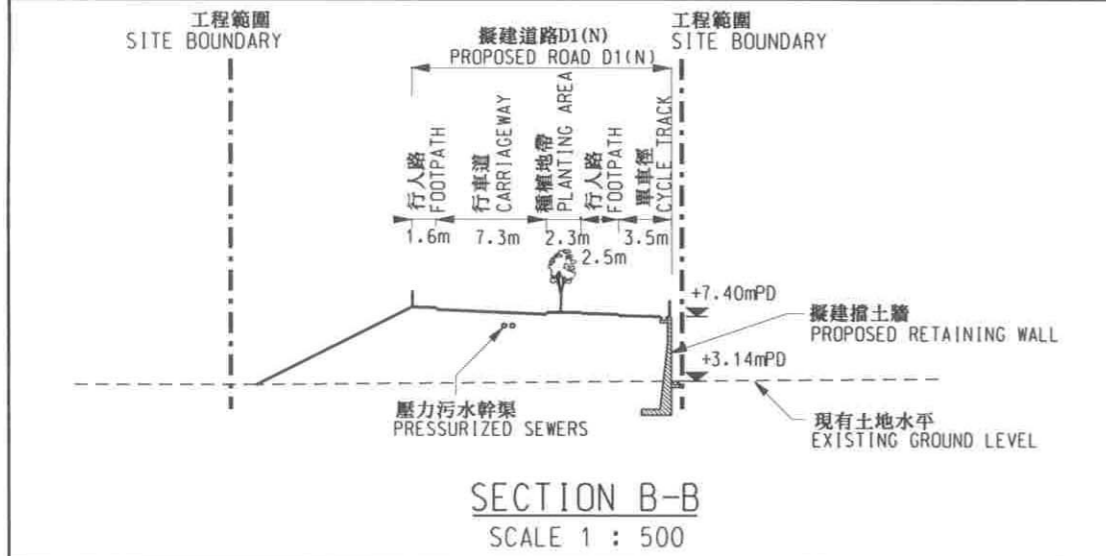 工程範圍
SITE BOUNDARY
擬建道路D1(N)
PROPOSED ROAD D1(N)
工程範圍
SITE BOUNDARY
行人路
FOOTPATH
行車道
CARRIAGEWAY
種植地帶
PLANTING AREA
行人路
FOOTPATH
單車徑
CYCLE TRACK
1.6m
7.3m
2.3m
2.5m
3.5m
+7.40mPD
擬建擋土牆
PROPOSED RETAINING WALL
+3.14mPD
壓力污水幹渠
PRESSURIZED SEWERS
現有土地水平
EXISTING GROUND LEVEL
SECTION B-B
SCALE 1 : 500